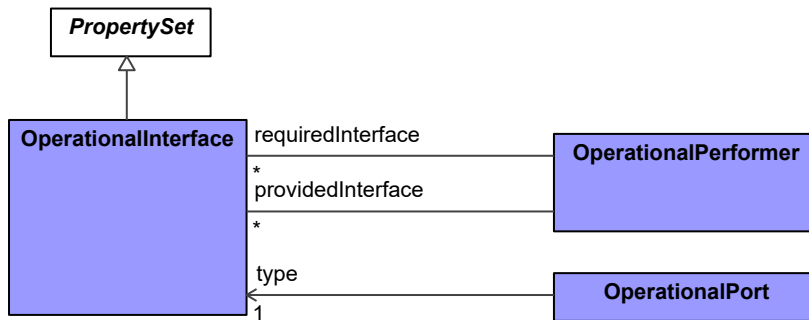 PropertySet
OperationalInterface
requiredInterface
*
OperationalPerformer
providedInterface
*
type
1
OperationalPort